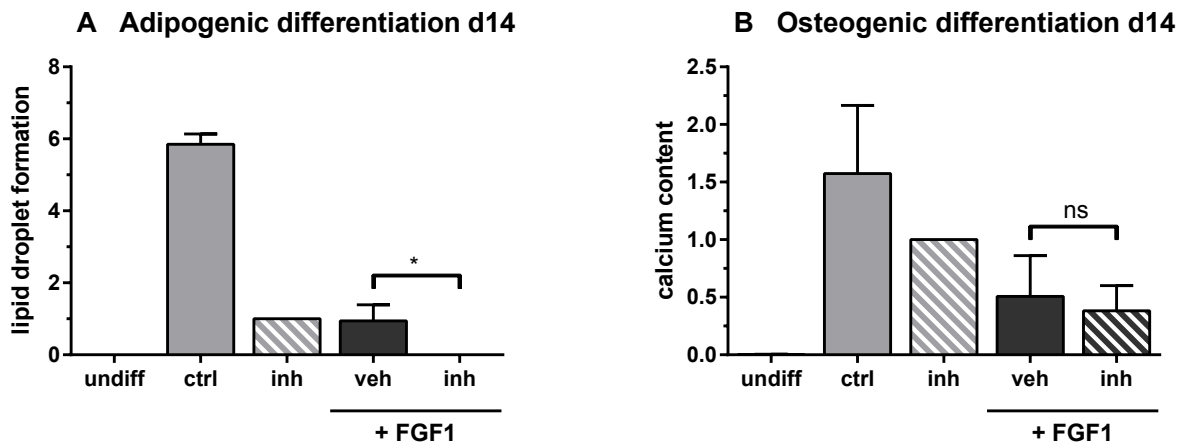 A Adipogenic differentiation d14
lipid droplet formation
8
6
4
2
0
*
undiff ctrl inh veh inh
+ FGF1
B Osteogenic differentiation d14
calcium content
2.5
2.0
1.5
1.0
0.5
0.0
ns
undiff ctrl inh veh inh
+ FGF1